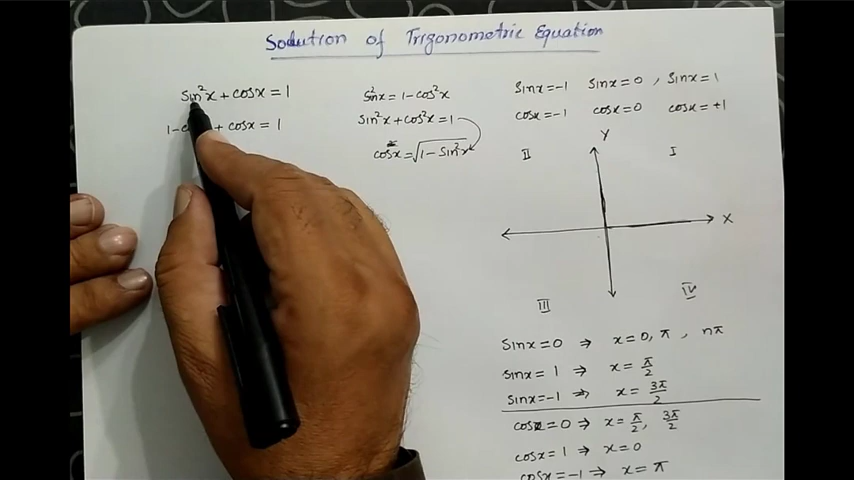 Solution of Trigonometric Equation
sin²x + cosx = 1
+ cosx = 1
sin²x = 1 - cos²x
sin²x + cos²x = 1
cosx = √(1 - sin²x)
sinx = -1 sinx = 0 , sinx = 1
cosx = -1 cosx = 0 cosx = +1
Y
II I
X
III IV
sinx = 0 ⇒ x = 0, π , nπ
sinx = 1 ⇒ x = π/2
sinx = -1 ⇒ x = 3π/2
cosx = 0 ⇒ x = π/2, 3π/2
cosx = 1 ⇒ x = 0
cosx = -1 ⇒ x = π